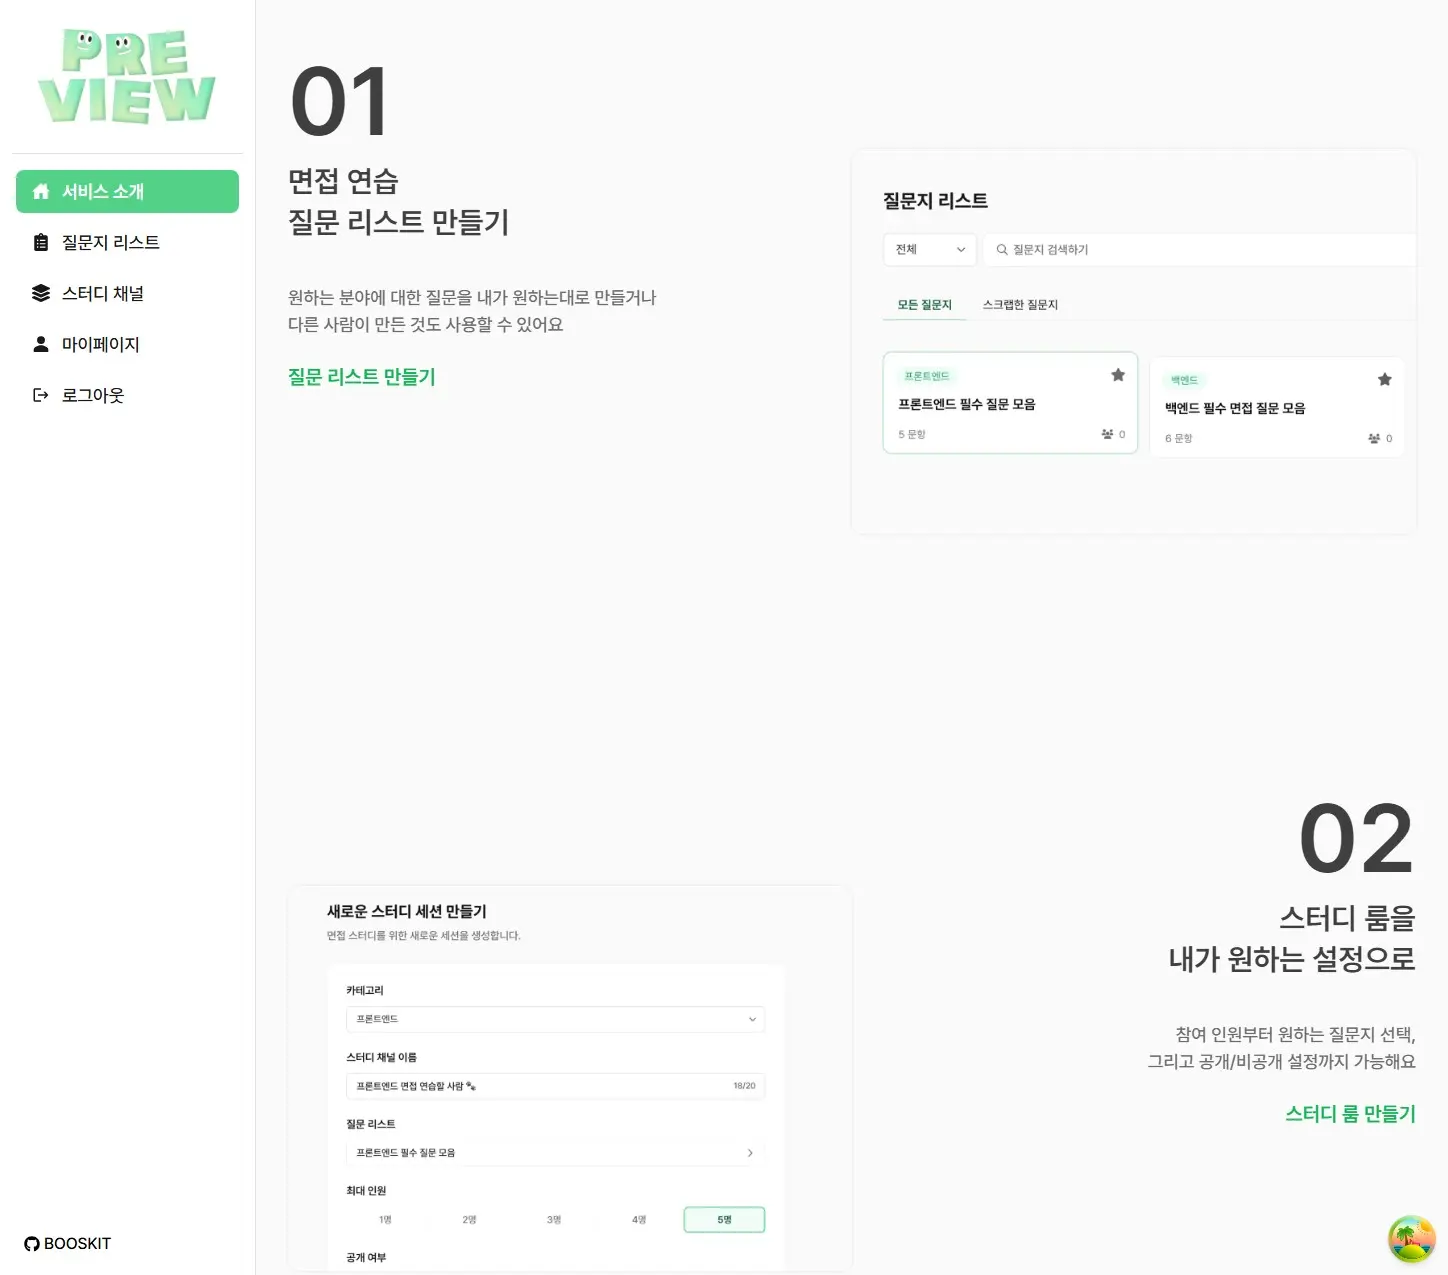 PRE
VIEW
서비스 소개
질문지 리스트
스터디 채널
마이페이지
로그아웃
BOOSKIT
01
면접 연습
질문 리스트 만들기
원하는 분야에 대한 질문을 내가 원하는대로 만들거나
다른 사람이 만든 것도 사용할 수 있어요
질문 리스트 만들기
질문지 리스트
전체
질문지 검색하기
모든 질문지
스크랩한 질문지
프론트엔드
프론트엔드 필수 질문 모음
5 문항
0
백엔드
백엔드 필수 면접 질문 모음
6 문항
0
02
스터디 룸을
내가 원하는 설정으로
참여 인원부터 원하는 질문지 선택,
그리고 공개/비공개 설정까지 가능해요
스터디 룸 만들기
새로운 스터디 세션 만들기
면접 스터디를 위한 새로운 세션을 생성합니다.
카테고리
프론트엔드
스터디 채널 이름
프론트엔드 면접 연습할 사람 🐾
18/20
질문 리스트
프론트엔드 필수 질문 모음
최대 인원
1명
2명
3명
4명
5명
공개 여부